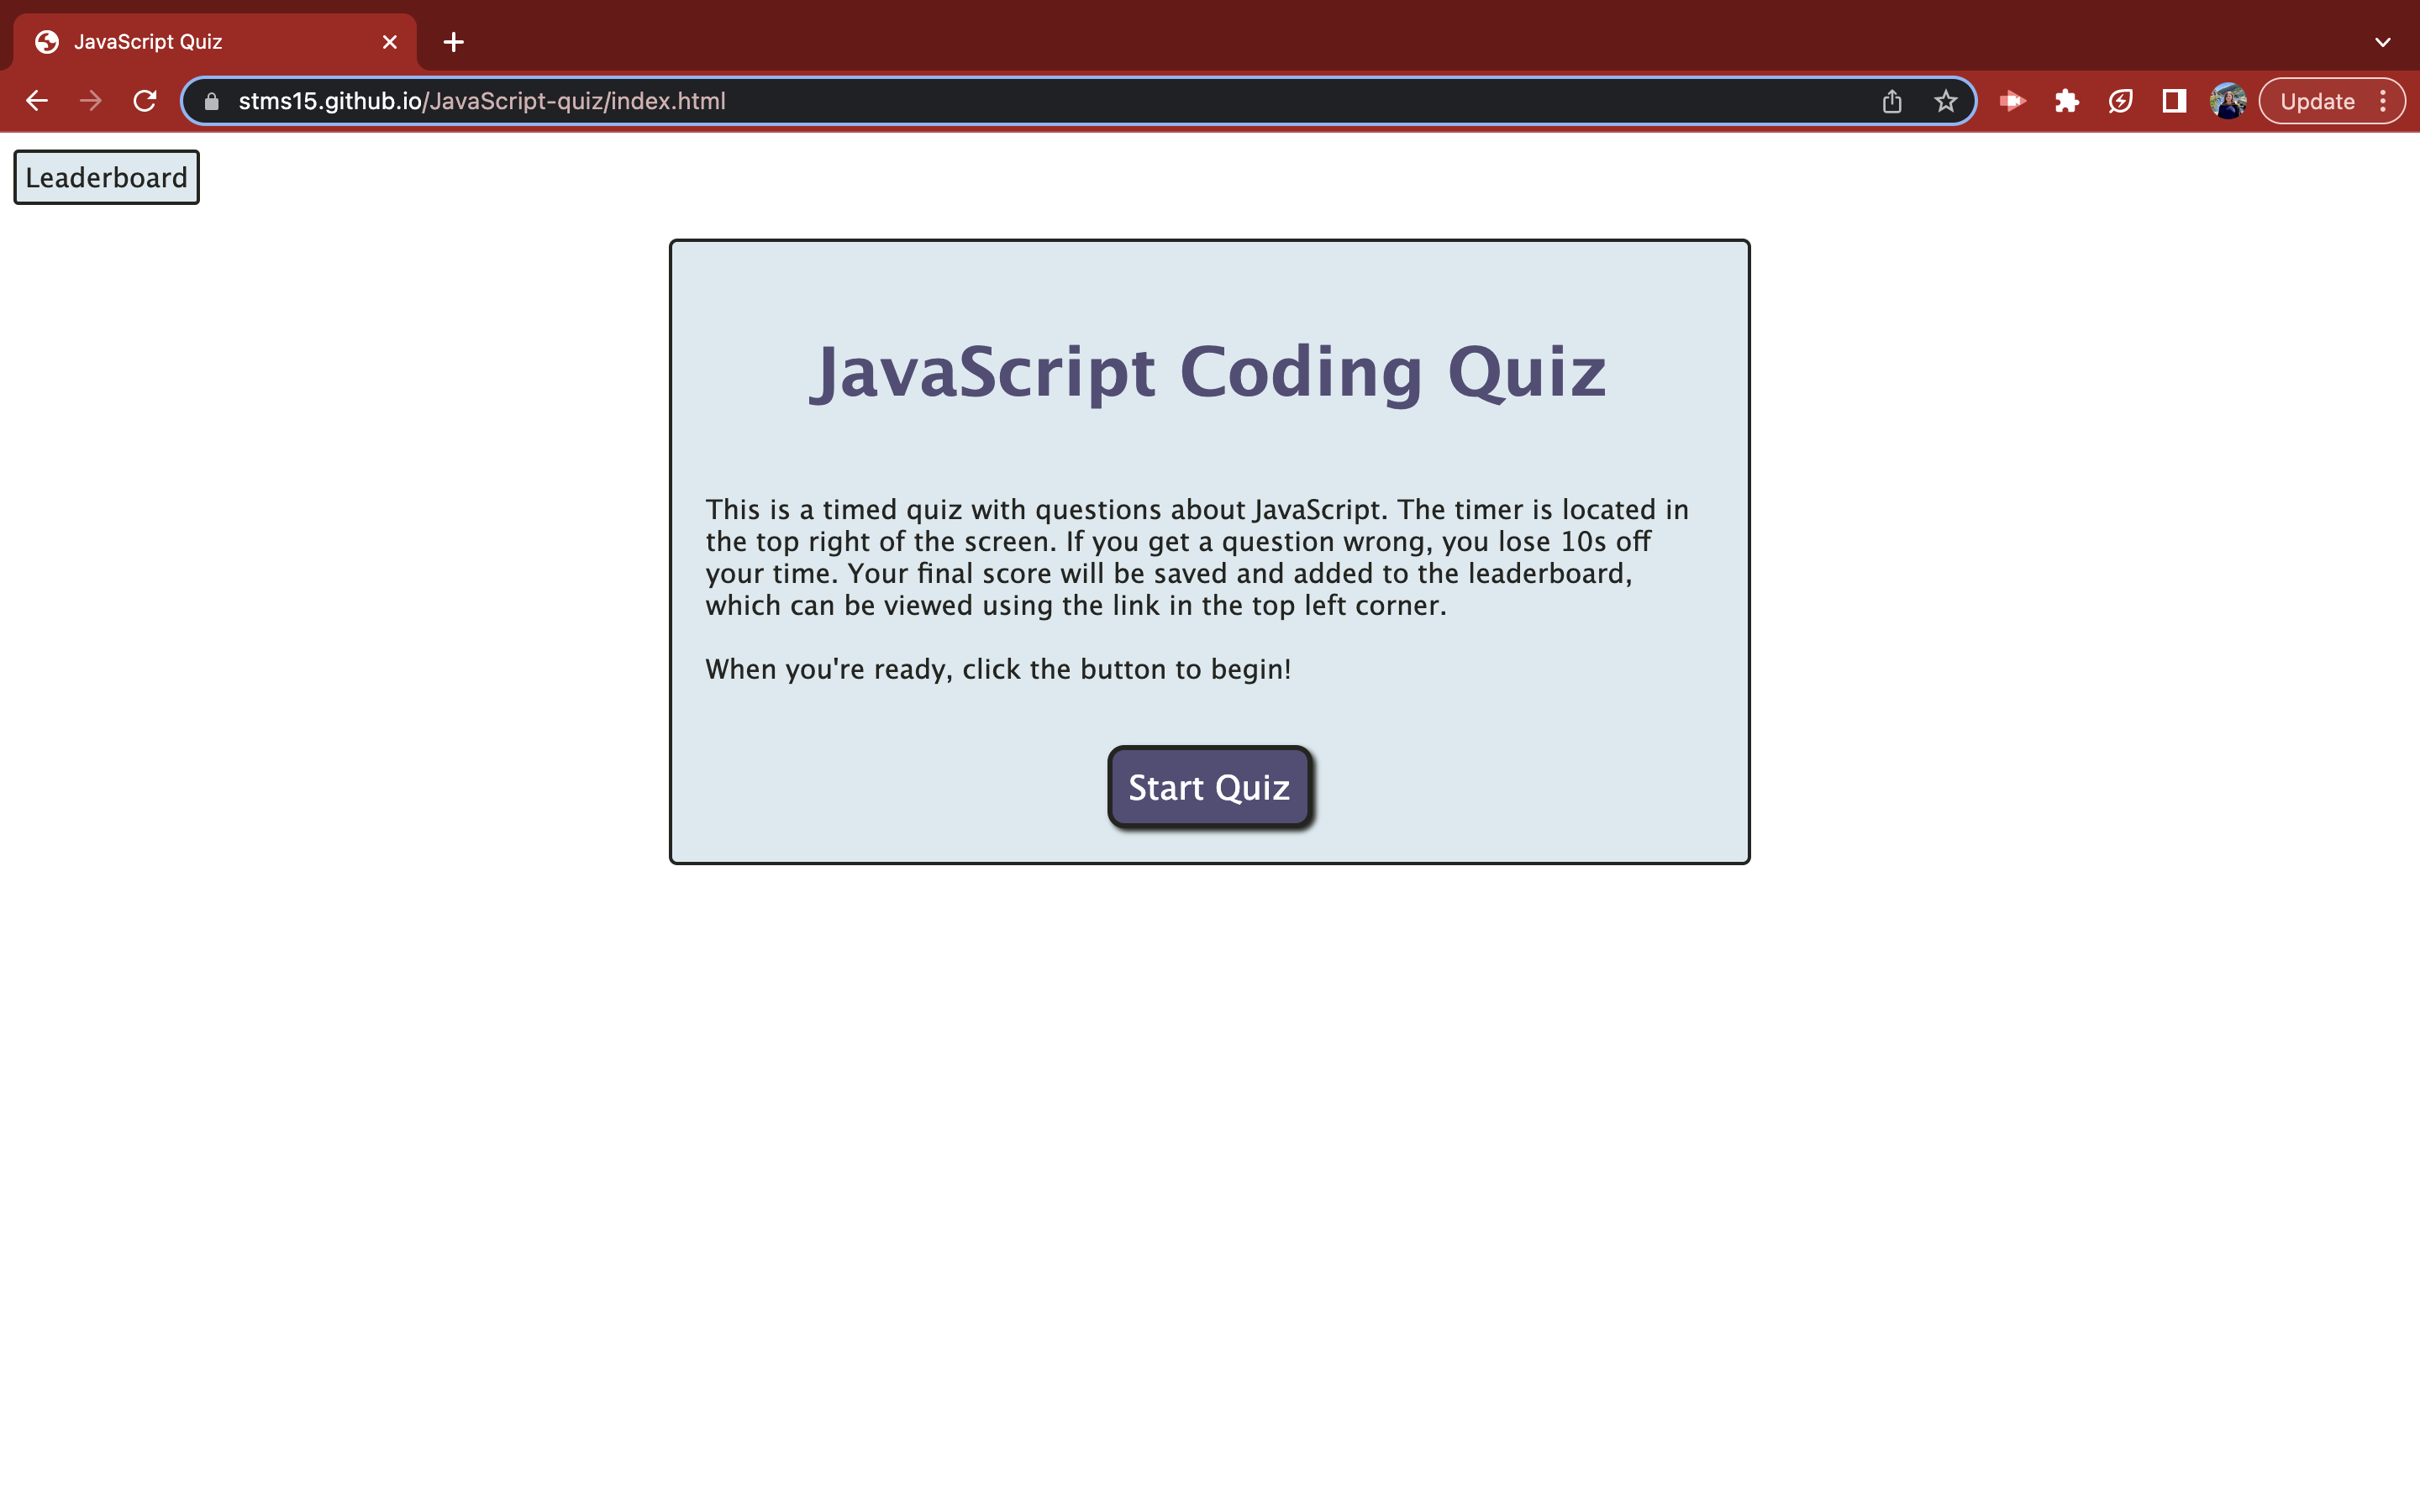 JavaScript Quiz
stms15.github.io/JavaScript-quiz/index.html
Update
Leaderboard
JavaScript Coding Quiz
This is a timed quiz with questions about JavaScript. The timer is located in
the top right of the screen. If you get a question wrong, you lose 10s off
your time. Your final score will be saved and added to the leaderboard,
which can be viewed using the link in the top left corner.
When you're ready, click the button to begin!
Start Quiz